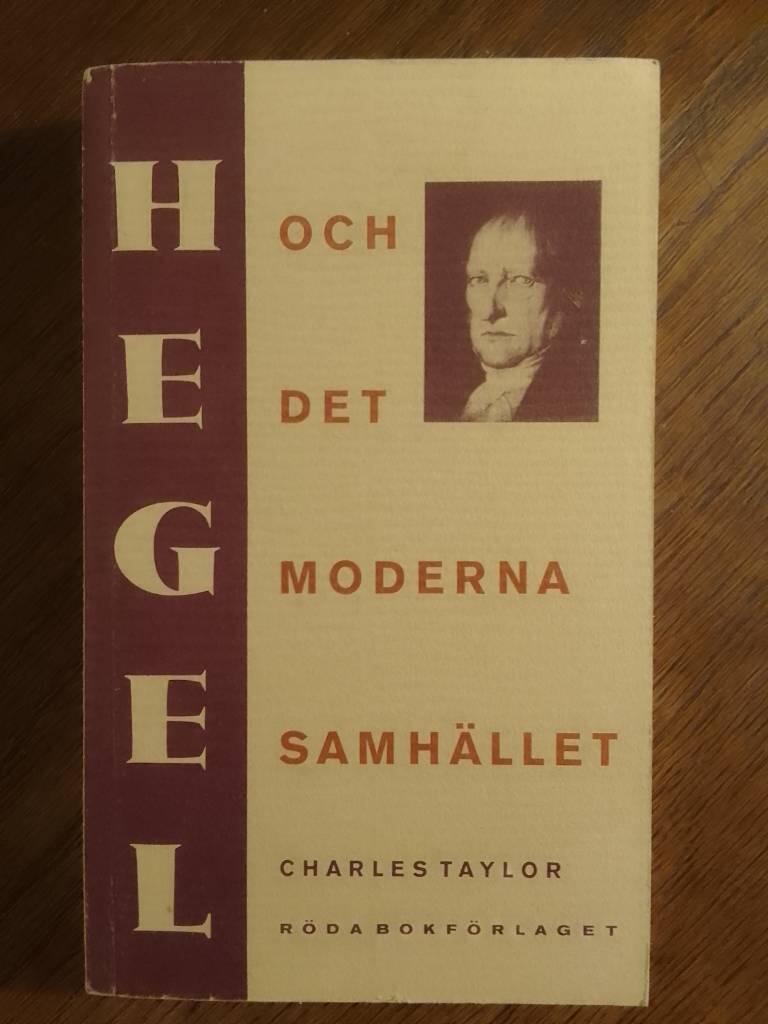 HEGEL
OCH
DET
MODERNA
SAMHÄLLET
CHARLES TAYLOR
RÖDA BOKFÖRLAGET